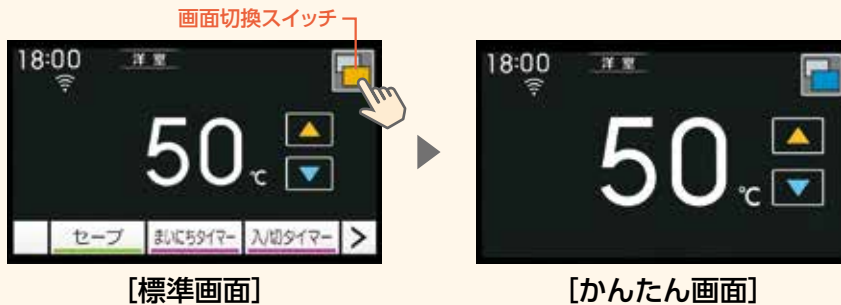 画面切換スイッチ
18:00 洋室
50℃
セーブ まいにちタイマー 入/切タイマー >
[標準画面]
18:00 洋室
50℃
[かんたん画面]